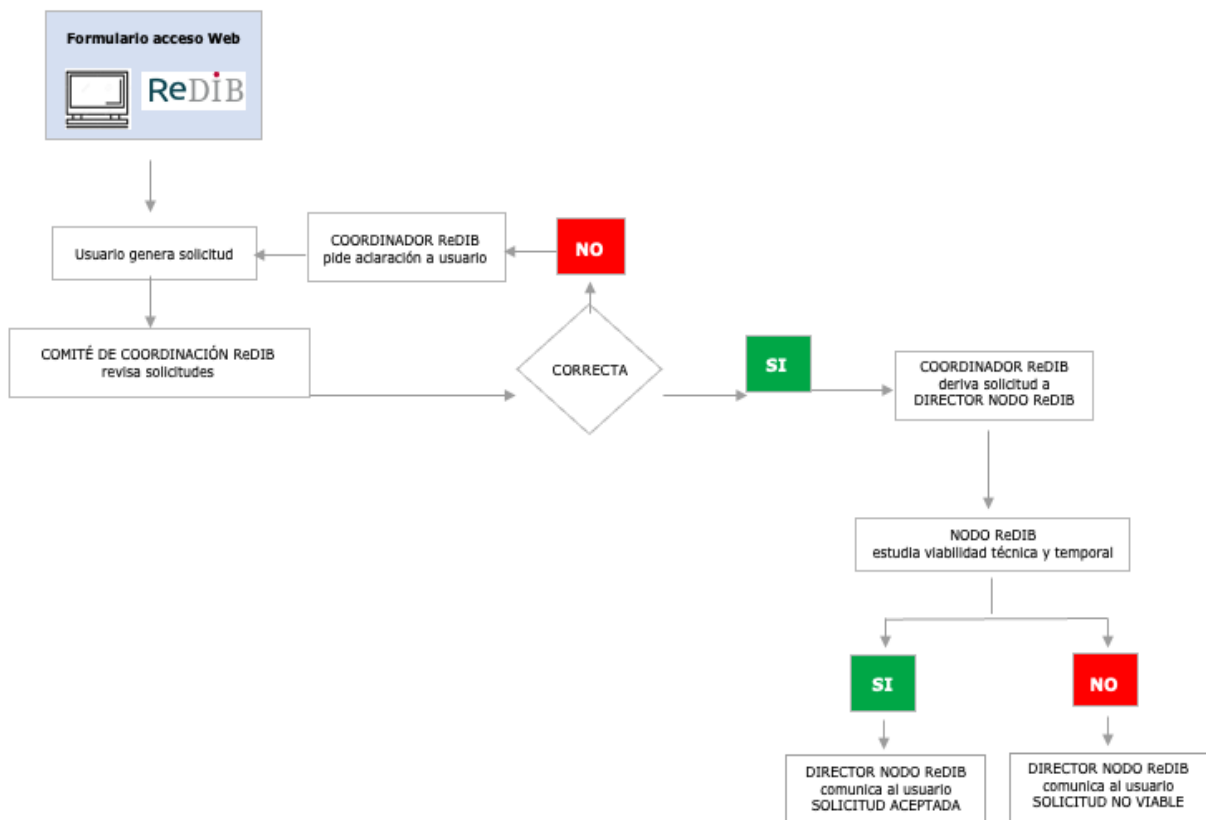 Formulario acceso Web
ReDIB
Usuario genera solicitud
COORDINADOR ReDIB
pide aclaración a usuario
NO
COMITÉ DE COORDINACIÓN ReDIB
revisa solicitudes
CORRECTA
SI
COORDINADOR ReDIB
deriva solicitud a
DIRECTOR NODO ReDIB
NODO ReDIB
estudia viabilidad técnica y temporal
SI
NO
DIRECTOR NODO ReDIB
comunica al usuario
SOLICITUD ACEPTADA
DIRECTOR NODO ReDIB
comunica al usuario
SOLICITUD NO VIABLE